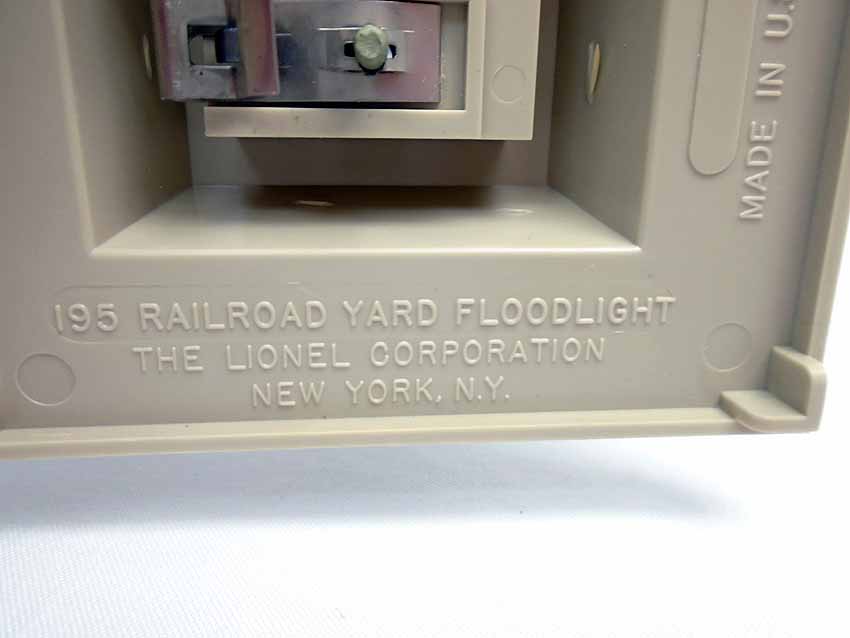 195 RAILROAD YARD FLOODLIGHT
THE LIONEL CORPORATION
NEW YORK, N.Y.
MADE IN U.S